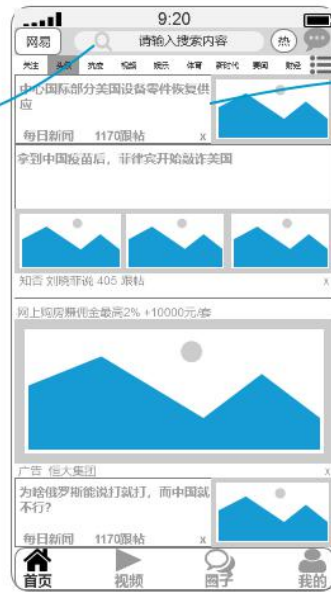 9:20
网易
请输入搜索内容
热
关注 头条 抗疫 视频 娱乐 体育 新时代 要闻 财经
中心国际部分美国设备零件恢复供
应
每日新闻 1170跟帖 x
拿到中国疫苗后，菲律宾开始敲诈美国
知否 刘晓菲说 405 跟帖 x
网上购房赚佣金最高2% +10000元/套
广告 恒大集团 x
为啥俄罗斯能说打就打，而中国就
不行?
每日新闻 1170跟帖 x
首页 视频 圈子 我的